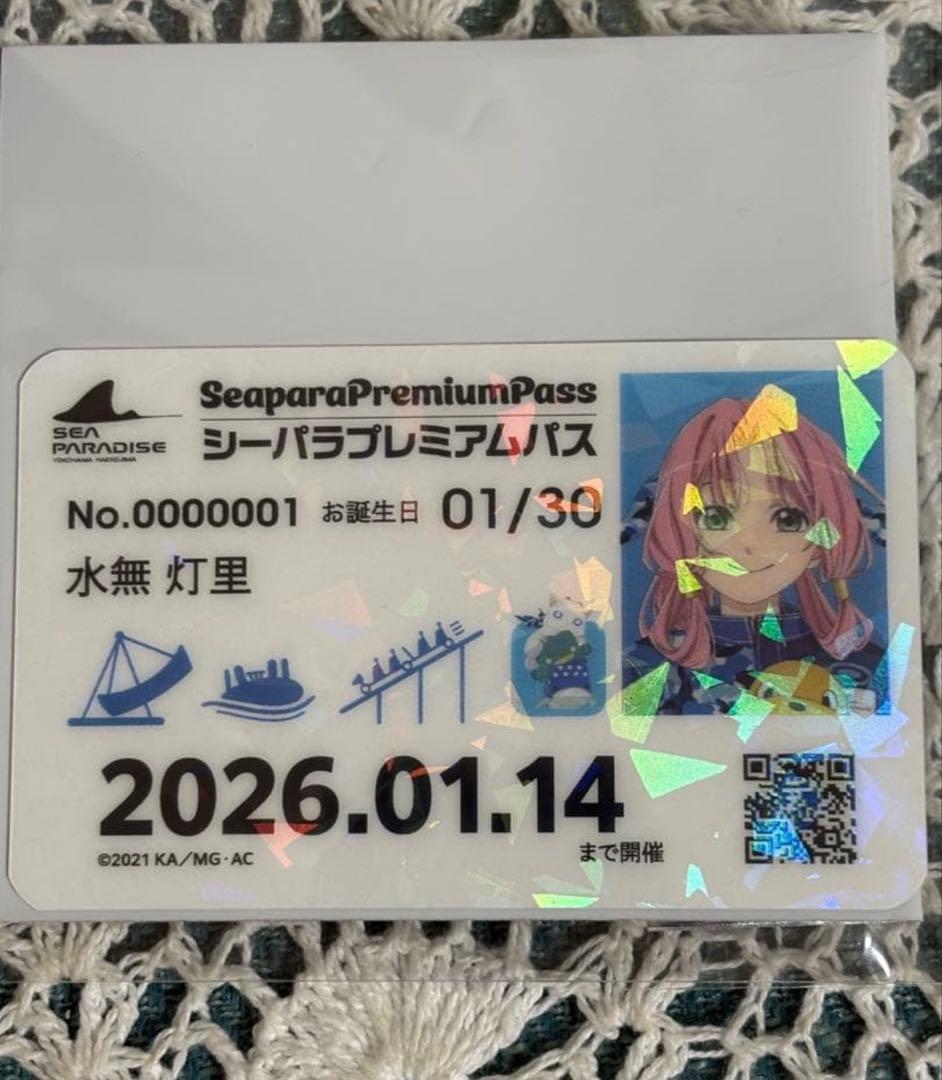 SEA
PARADISE
YOKOHAMA HAKKEIJIMA
SeaparaPremiumPass
シーパラプレミアムパス
No.0000001 お誕生日 01/30
水無 灯里
2026.01.14
©2021 KA／MG・AC
まで開催